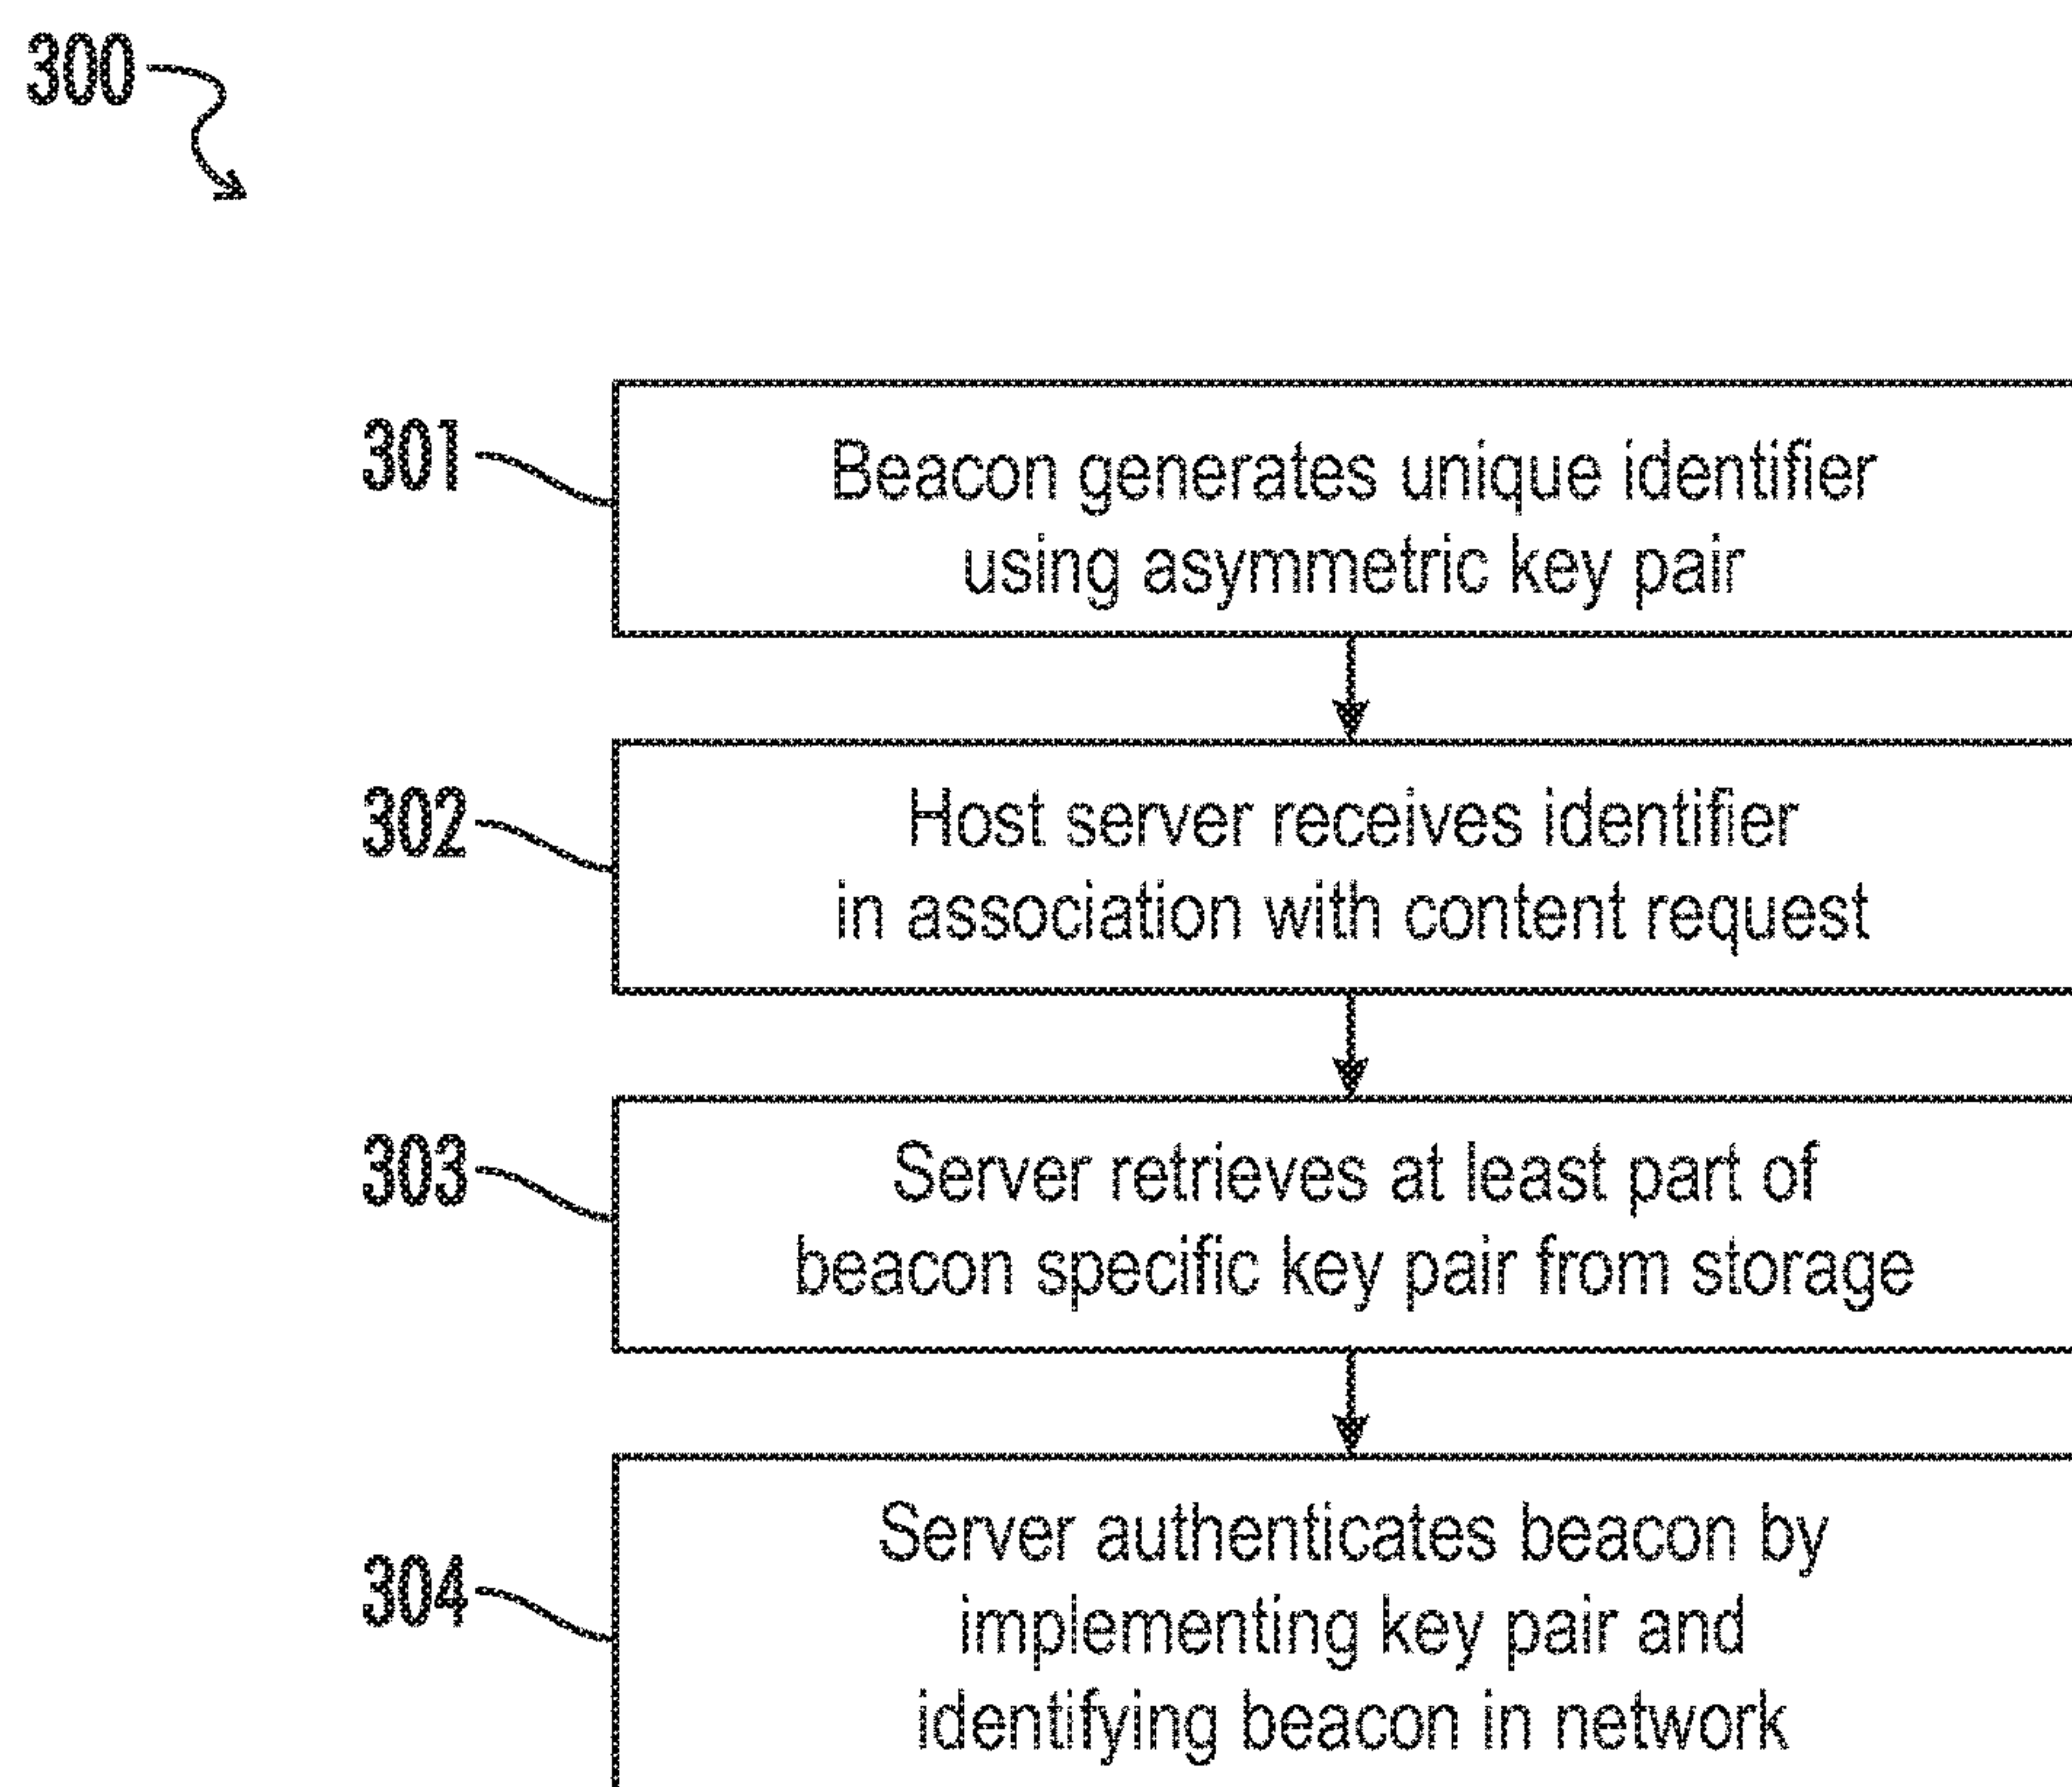 300
301
Beacon generates unique identifier
using asymmetric key pair
302
Host server receives identifier
in association with content request
303
Server retrieves at least part of
beacon specific key pair from storage
304
Server authenticates beacon by
implementing key pair and
identifying beacon in network